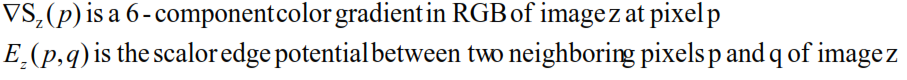 ∇S_z(p) is a 6-component color gradient in RGB of image z at pixel p
E_z(p,q) is the scalor edge potential between two neighboring pixels p and q of image z